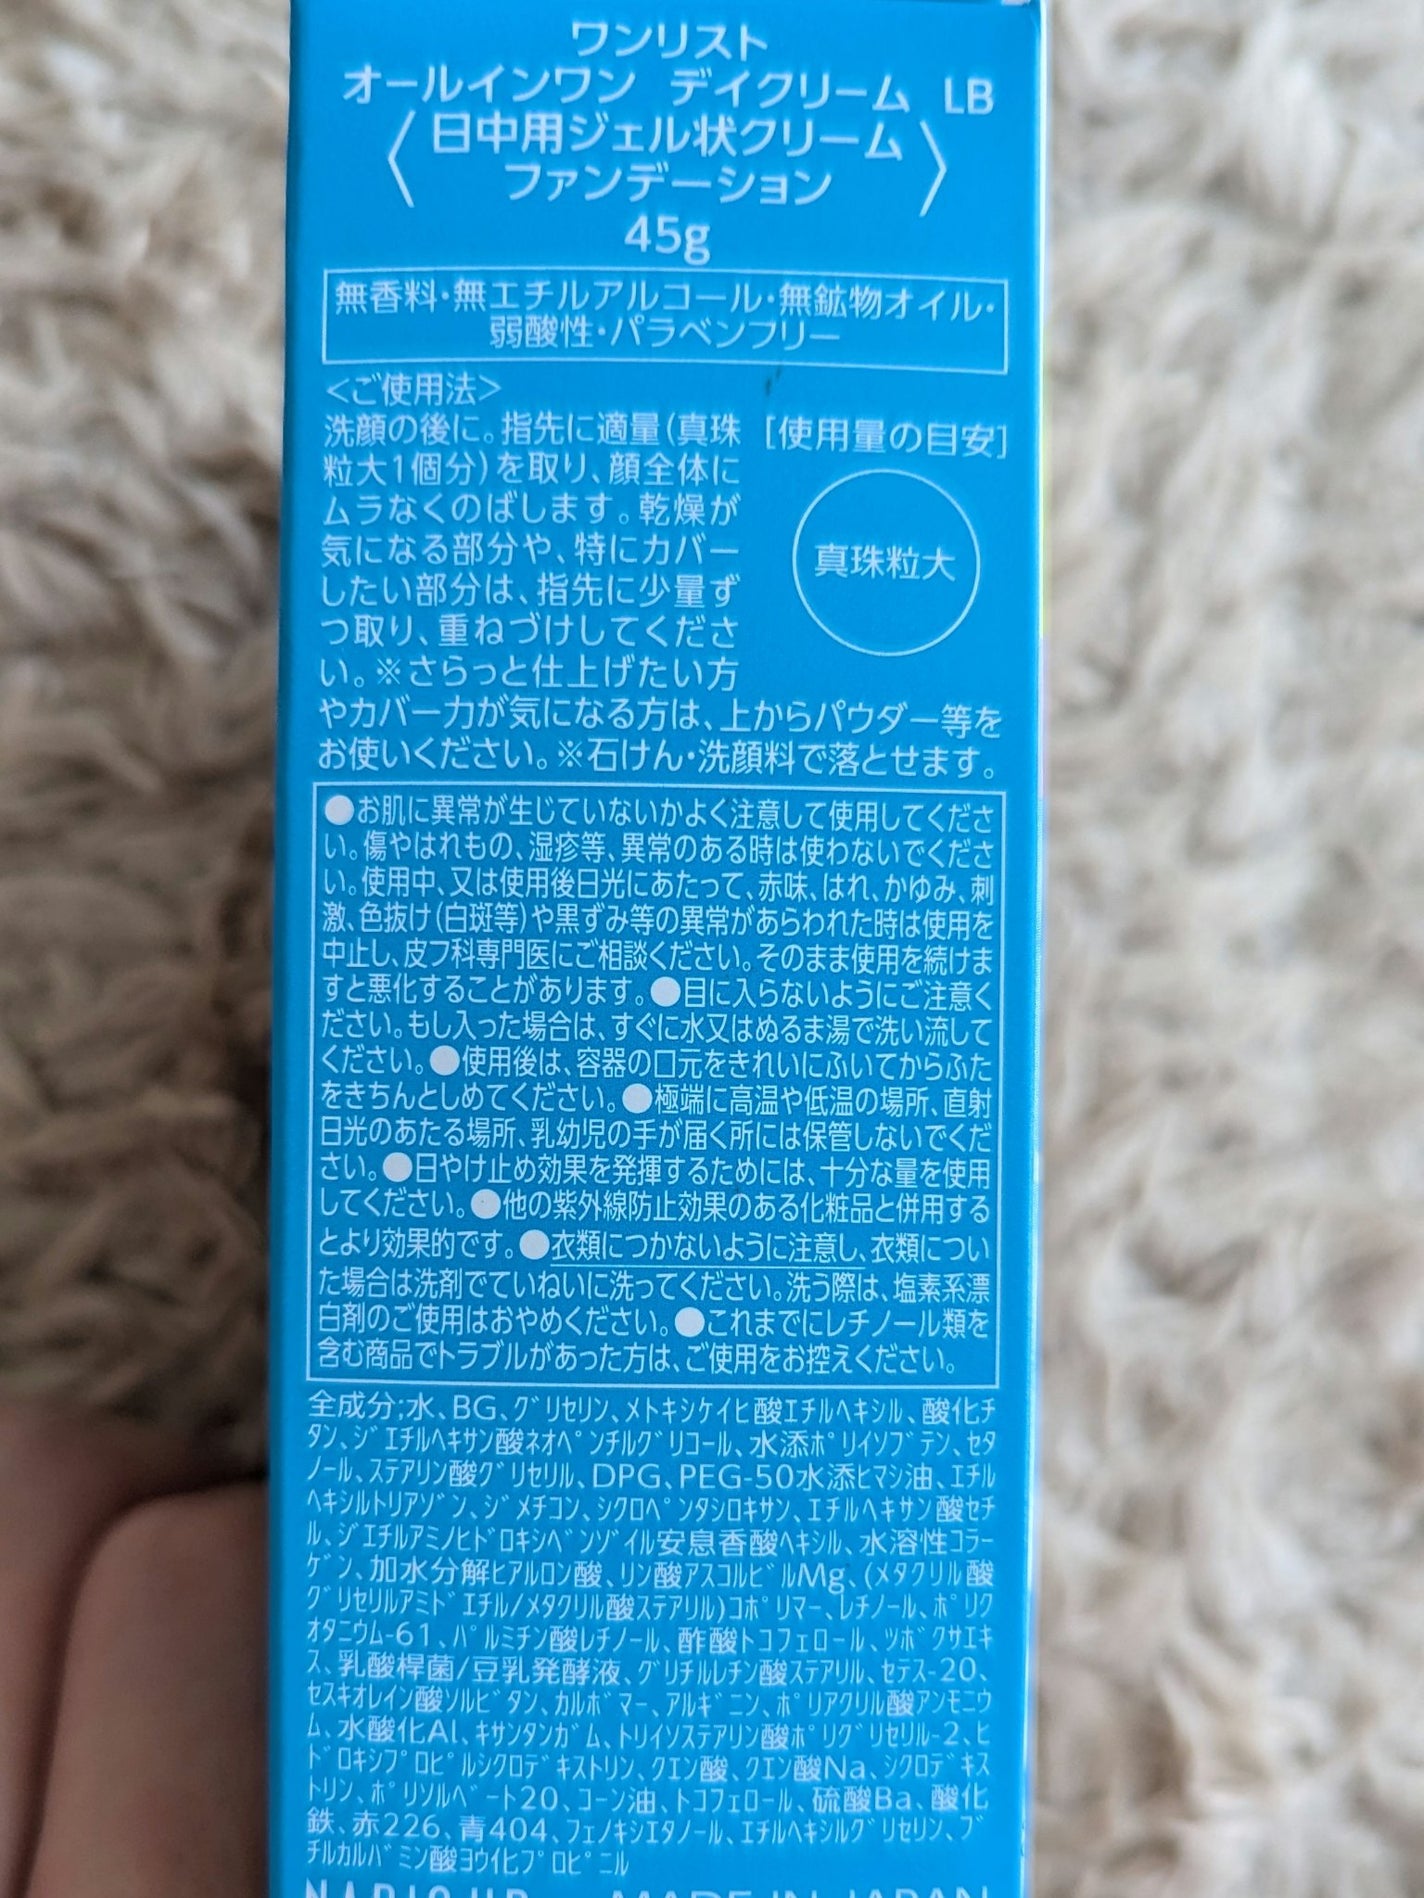 ワンリスト
オールインワン デイクリーム LB
〈日中用ジェル状クリーム
ファンデーション〉
45g
無香料・無エチルアルコール・無鉱物オイル・
弱酸性・パラベンフリー
＜ご使用法＞
洗顔の後に。指先に適量(真珠
粒大1個分)を取り、顔全体に
ムラなくのばします。乾燥が
気になる部分や、特にカバー
したい部分は、指先に少量ず
つ取り、重ねづけしてくださ
い。※さらっと仕上げたい方
やカバー力が気になる方は、上からパウダー等を
お使いください。※石けん・洗顔料で落とせます。
[使用量の目安]
真珠粒大
●お肌に異常が生じていないかよく注意して使用してくださ
い。傷やはれもの、湿疹等、異常のある時は使わないでくださ
い。使用中、又は使用後日光にあたって、赤味、はれ、かゆみ、刺
激、色抜け(白斑等)や黒ずみ等の異常があらわれた時は使用を
中止し、皮フ科専門医にご相談ください。そのまま使用を続けま
すと悪化することがあります。●目に入らないようにご注意く
ださい。もし入った場合は、すぐに水又はぬるま湯で洗い流して
ください。●使用後は、容器の口元をきれいにふいてからふた
をきちんとしめてください。●極端に高温や低温の場所、直射
日光のあたる場所、乳幼児の手が届く所には保管しないでくだ
さい。●日やけ止め効果を発揮するためには、十分な量を使用
してください。●他の紫外線防止効果のある化粧品と併用する
とより効果的です。●衣類につかないように注意し、衣類につい
た場合は洗剤でていねいに洗ってください。洗う際は、塩素系漂
白剤のご使用はおやめください。●これまでにレチノール類を
含む商品でトラブルがあった方は、ご使用をお控えください。
全成分;水、BG、ｸﾞﾘｾﾘﾝ、ﾒﾄｷｼｹｲﾋ酸ｴﾁﾙﾍｷｼﾙ、酸化ﾁ
ﾀﾝ、ｼﾞｴﾁﾙﾍｷｻﾝ酸ﾈｵﾍﾟﾝﾁﾙｸﾞﾘｺｰﾙ、水添ﾎﾟﾘｲｿﾌﾞﾃﾝ、ｾﾀ
ﾉｰﾙ、ｽﾃｱﾘﾝ酸ｸﾞﾘｾﾘﾙ、DPG、PEG-50水添ﾋﾏｼ油、ｴﾁﾙ
ﾍｷｼﾙﾄﾘｱｿﾞﾝ、ｼﾞﾒﾁｺﾝ、ｼｸﾛﾍﾟﾝﾀｼﾛｷｻﾝ、ｴﾁﾙﾍｷｻﾝ酸ｾﾁ
ﾙ、ｼﾞｴﾁﾙｱﾐﾉﾋﾄﾞﾛｷｼﾍﾞﾝｿﾞｲﾙ安息香酸ﾍｷｼﾙ、水溶性ｺﾗｰ
ｹﾞﾝ、加水分解ﾋｱﾙﾛﾝ酸、ﾘﾝ酸ｱｽｺﾙﾋﾞﾙMg、(ﾒﾀｸﾘﾙ酸
ｸﾞﾘｾﾘﾙｱﾐﾄﾞｴﾁﾙ/ﾒﾀｸﾘﾙ酸ｽﾃｱﾘﾙ)ｺﾎﾟﾘﾏｰ、ﾚﾁﾉｰﾙ、ﾎﾟﾘｸ
ｵﾀﾆｳﾑ-61、ﾊﾟﾙﾐﾁﾝ酸ﾚﾁﾉｰﾙ、酢酸ﾄｺﾌｪﾛｰﾙ、ﾂﾎﾞｸｻｴｷ
ｽ、乳酸桿菌/豆乳発酵液、ｸﾞﾘﾁﾙﾚﾁﾝ酸ｽﾃｱﾘﾙ、ｾﾃｽ-20、
ｾｽｷｵﾚｲﾝ酸ｿﾙﾋﾞﾀﾝ、ｶﾙﾎﾞﾏｰ、ｱﾙｷﾞﾆﾝ、ﾎﾟﾘｱｸﾘﾙ酸ｱﾝﾓﾆｳ
ﾑ、水酸化Al、ｷｻﾝﾀﾝｶﾞﾑ、ﾄﾘｲｿｽﾃｱﾘﾝ酸ﾎﾟﾘｸﾞﾘｾﾘﾙ-2、ﾋ
ﾄﾞﾛｷｼﾌﾟﾛﾋﾟﾙｼｸﾛﾃﾞｷｽﾄﾘﾝ、ｸｴﾝ酸、ｸｴﾝ酸Na、ｼｸﾛﾃﾞｷｽ
ﾄﾘﾝ、ﾎﾟﾘｿﾙﾍﾞｰﾄ20、ｺｰﾝ油、ﾄｺﾌｪﾛｰﾙ、硫酸Ba、酸化
鉄、赤226、青404、ﾌｪﾉｷｼｴﾀﾉｰﾙ、ｴﾁﾙﾍｷｼﾙｸﾞﾘｾﾘﾝ、ﾌﾞ
ﾁﾙｶﾙﾊﾞﾐﾝ酸ﾖｳ化ﾌﾟﾛﾋﾟﾆﾙ
MADE IN JAPAN